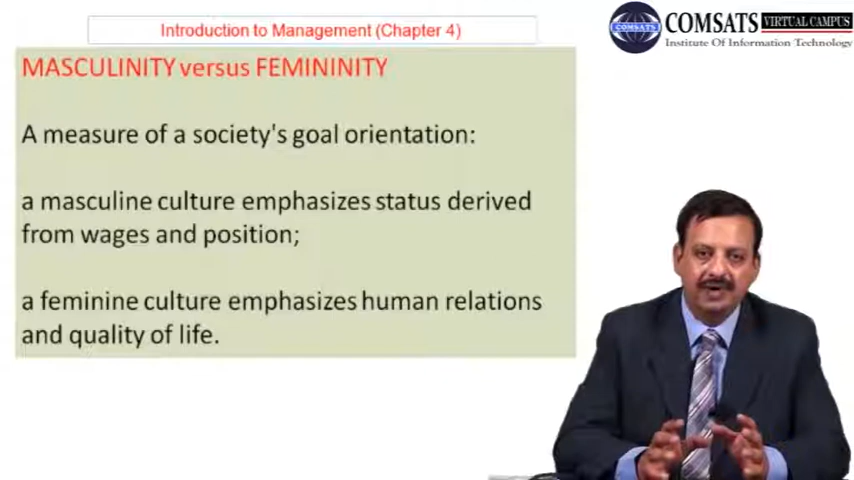 Introduction to Management (Chapter 4)
COMSATS
COMSATS VIRTUAL CAMPUS
Institute Of Information Technology
MASCULINITY versus FEMININITY
A measure of a society's goal orientation:
a masculine culture emphasizes status derived
from wages and position;
a feminine culture emphasizes human relations
and quality of life.